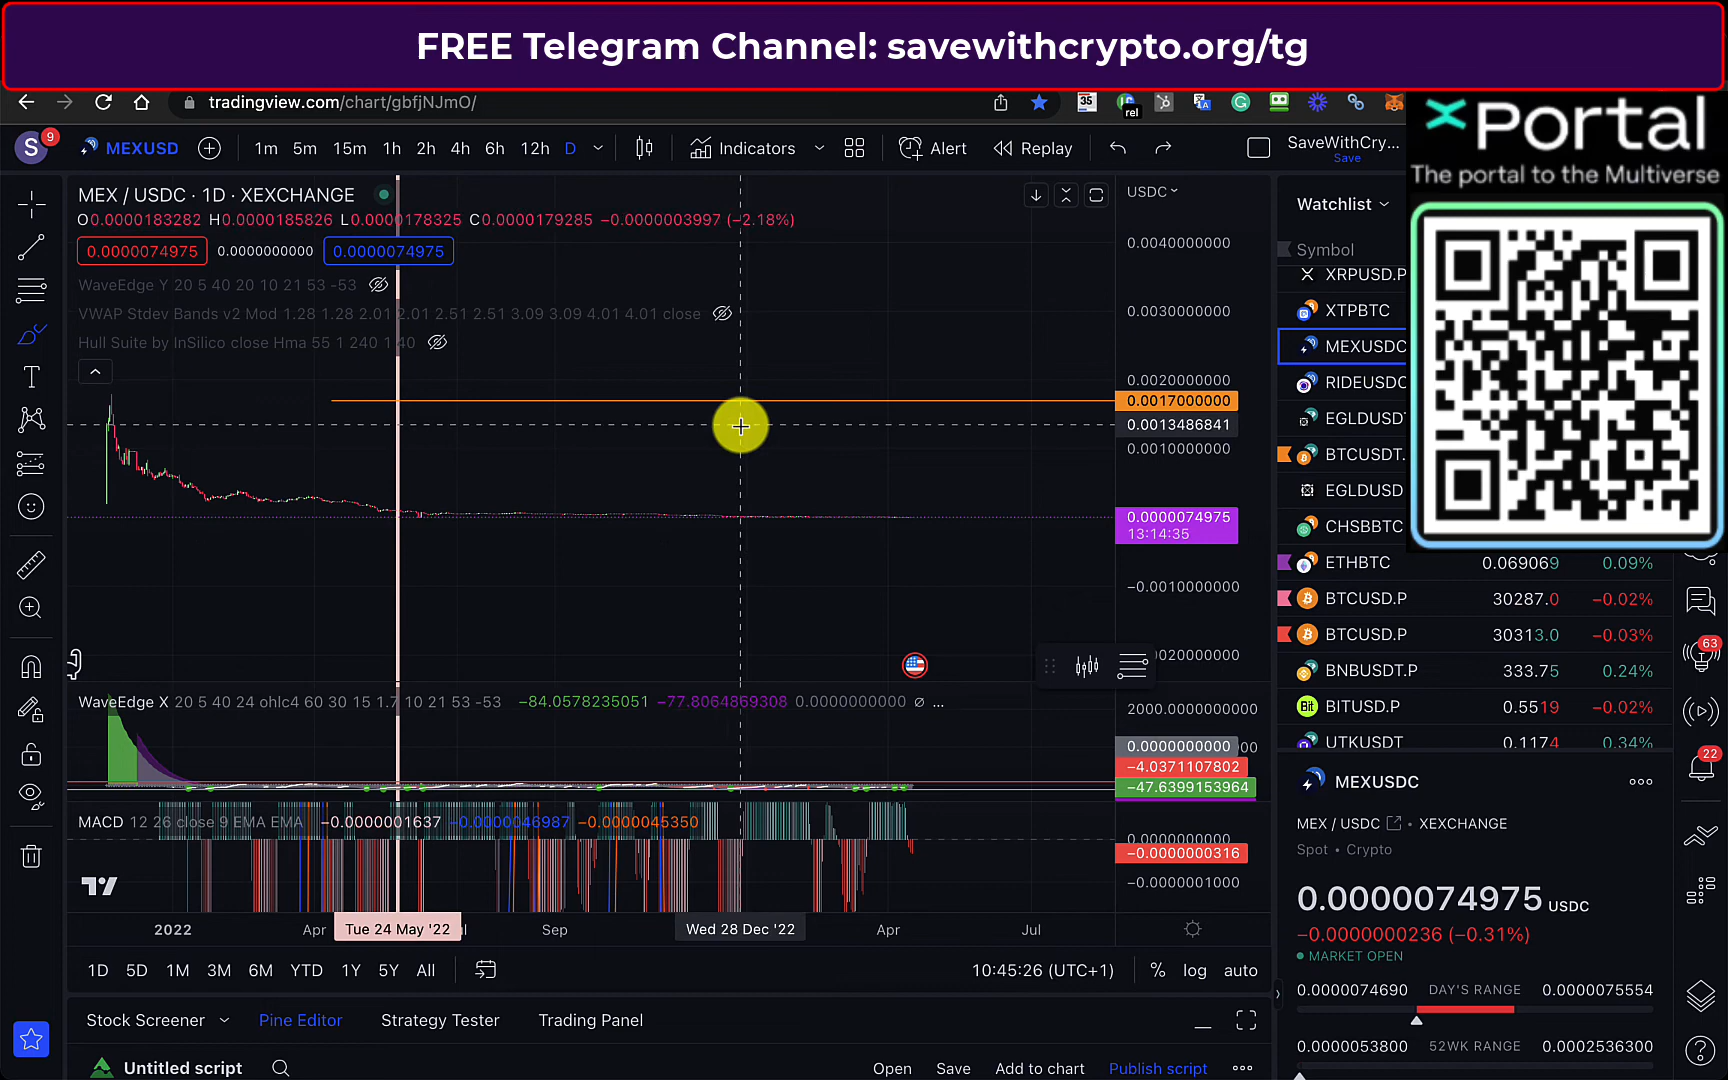 FREE Telegram Channel: savewithcrypto.org/tg
tradingview.com/chart/gbfjNJmO/
35
rel
Portal
The portal to the Multiverse
S
9
MEXUSD
1m 5m 15m 1h 2h 4h 6h 12h D
Indicators
Alert
Replay
SaveWithCry...
Save
MEX / USDC · 1D · XEXCHANGE
O0.0000183282 H0.0000185826 L0.0000178325 C0.0000179285 −0.0000003997 (−2.18%)
0.0000074975 0.0000000000 0.0000074975
WaveEdge Y 20 5 40 20 10 21 53 -53
VWAP Stdev Bands v2 Mod 1.28 1.28 2.01 2.01 2.51 2.51 3.09 3.09 4.01 4.01 close
Hull Suite by InSilico close Hma 55 1 240 1 40
USDC
0.0040000000
0.0030000000
0.0020000000
0.0017000000
0.0013486841
0.0010000000
0.0000074975
13:14:35
−0.0010000000
0020000000
WaveEdge X 20 5 40 24 ohlc4 60 30 15 1.7 10 21 53 -53 −84.0578235051 −77.8064869308 0.0000000000 ø ...
2000.0000000000
0.0000000000 00
−4.0371107802
−47.6399153964
MACD 12 26 close 9 EMA EMA −0.0000001637 −0.0000046987 −0.0000045350
0.0000000000
−0.0000000316
−0.0000001000
2022 Apr Tue 24 May '22 Sep Wed 28 Dec '22 Apr Jul
1D 5D 1M 3M 6M YTD 1Y 5Y All
10:45:26 (UTC+1) % log auto
Stock Screener Pine Editor Strategy Tester Trading Panel
Untitled script
Open Save Add to chart Publish script
Watchlist
Symbol
XRPUSD.P
XTPBTC
MEXUSDC
RIDEUSDC
EGLDUSDT
BTCUSDT.
EGLDUSD
CHSBBTC
ETHBTC 0.069069 0.09%
BTCUSD.P 30287.0 −0.02%
BTCUSD.P 30313.0 −0.03%
BNBUSDT.P 333.75 0.24%
BITUSD.P 0.5519 −0.02%
UTKUSDT 0.1174 0.34%
MEXUSDC
MEX / USDC · XEXCHANGE
Spot · Crypto
0.0000074975 USDC
−0.0000000236 (−0.31%)
MARKET OPEN
0.0000074690 DAY'S RANGE 0.0000075554
0.0000053800 52WK RANGE 0.0002536300
63
22